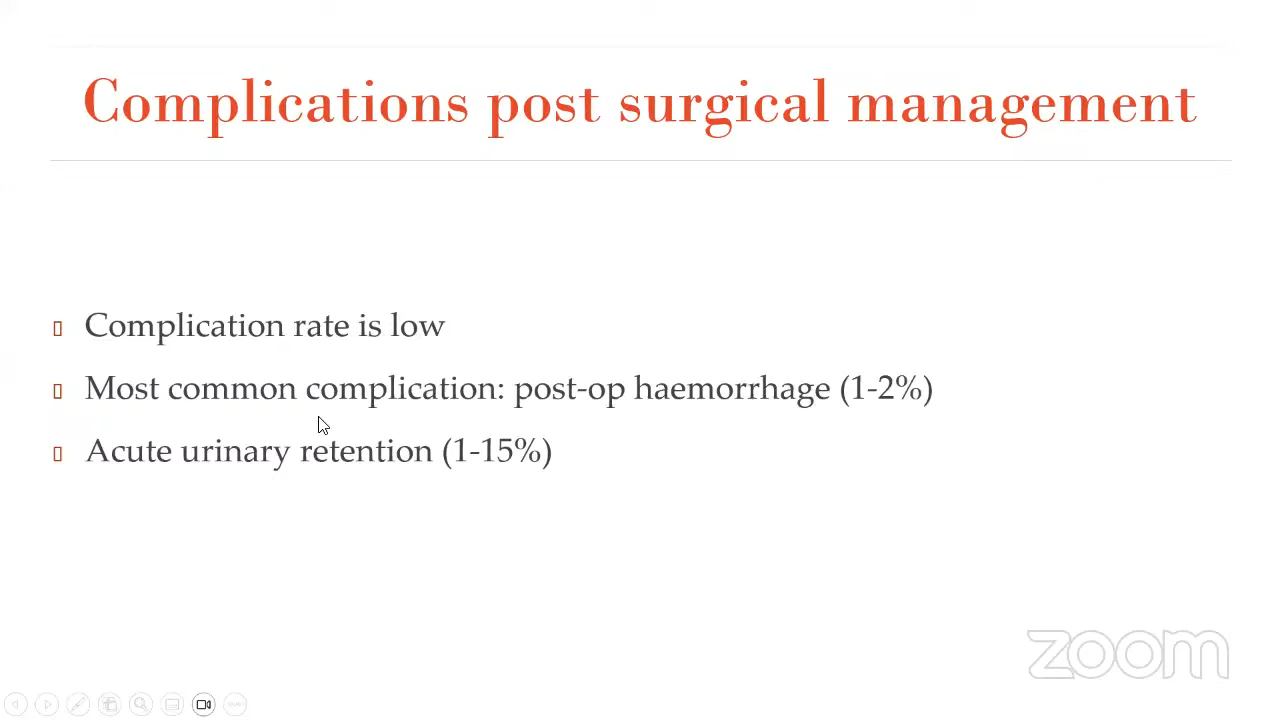 Complications post surgical management
Complication rate is low
Most common complication: post-op haemorrhage (1-2%)
Acute urinary retention (1-15%)
zoom